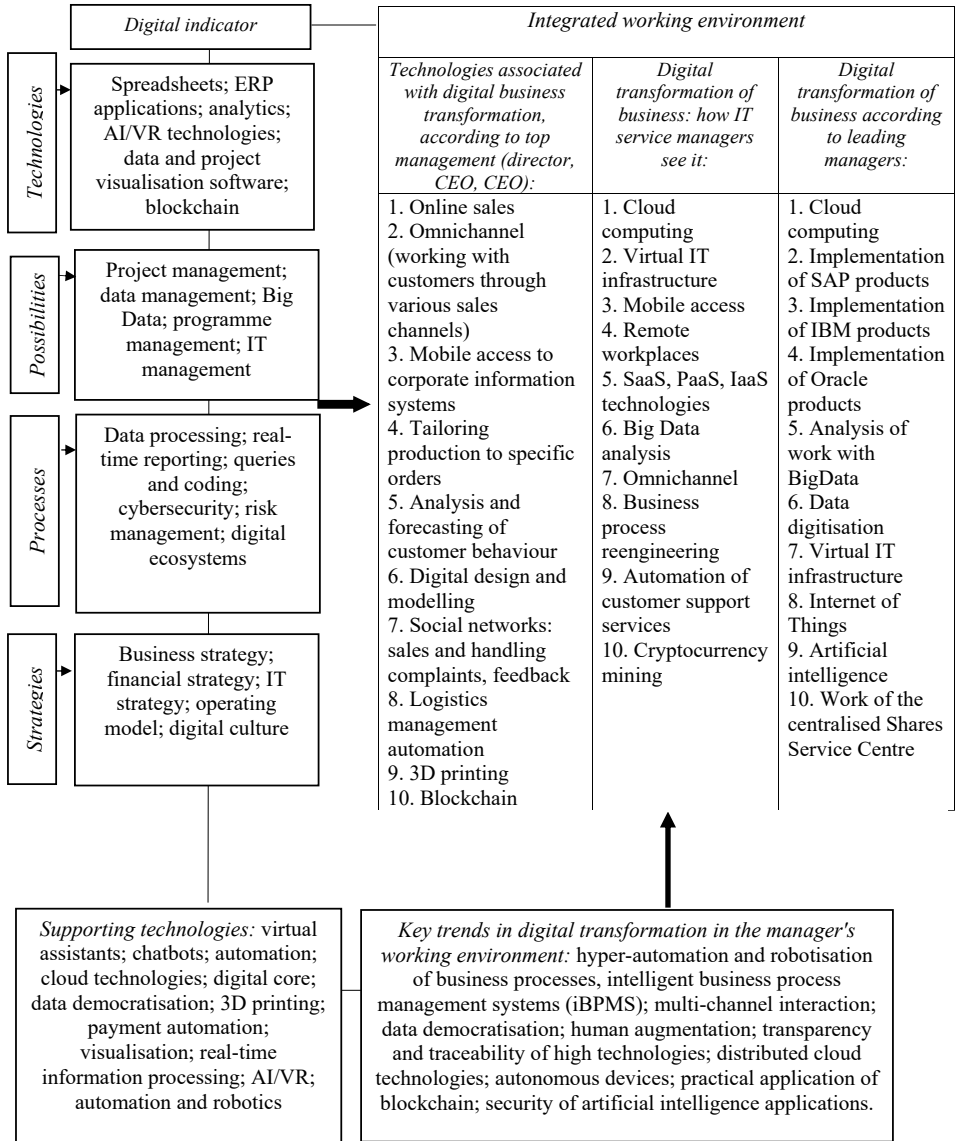 Digital indicator
Integrated working environment
Technologies
Spreadsheets; ERP
applications; analytics;
AI/VR technologies;
data and project
visualisation software;
blockchain
Possibilities
Project management;
data management; Big
Data; programme
management; IT
management
Processes
Data processing; real-
time reporting; queries
and coding;
cybersecurity; risk
management; digital
ecosystems
Strategies
Business strategy;
financial strategy; IT
strategy; operating
model; digital culture
Technologies associated
with digital business
transformation,
according to top
management (director,
CEO, CEO):
1. Online sales
2. Omnichannel
(working with
customers through
various sales
channels)
3. Mobile access to
corporate information
systems
4. Tailoring
production to specific
orders
5. Analysis and
forecasting of
customer behaviour
6. Digital design and
modelling
7. Social networks:
sales and handling
complaints, feedback
8. Logistics
management
automation
9. 3D printing
10. Blockchain
Digital
transformation of
business: how IT
service managers
see it:
1. Cloud
computing
2. Virtual IT
infrastructure
3. Mobile access
4. Remote
workplaces
5. SaaS, PaaS, IaaS
technologies
6. Big Data
analysis
7. Omnichannel
8. Business
process
reengineering
9. Automation of
customer support
services
10. Cryptocurrency
mining
Digital
transformation of
business according
to leading
managers:
1. Cloud
computing
2. Implementation
of SAP products
3. Implementation
of IBM products
4. Implementation
of Oracle
products
5. Analysis of
work with
BigData
6. Data
digitisation
7. Virtual IT
infrastructure
8. Internet of
Things
9. Artificial
intelligence
10. Work of the
centralised Shares
Service Centre
Supporting technologies: virtual
assistants; chatbots; automation;
cloud technologies; digital core;
data democratisation; 3D printing;
payment automation;
visualisation; real-time
information processing; AI/VR;
automation and robotics
Key trends in digital transformation in the manager's
working environment: hyper-automation and robotisation
of business processes, intelligent business process
management systems (iBPMS); multi-channel interaction;
data democratisation; human augmentation; transparency
and traceability of high technologies; distributed cloud
technologies; autonomous devices; practical application of
blockchain; security of artificial intelligence applications.